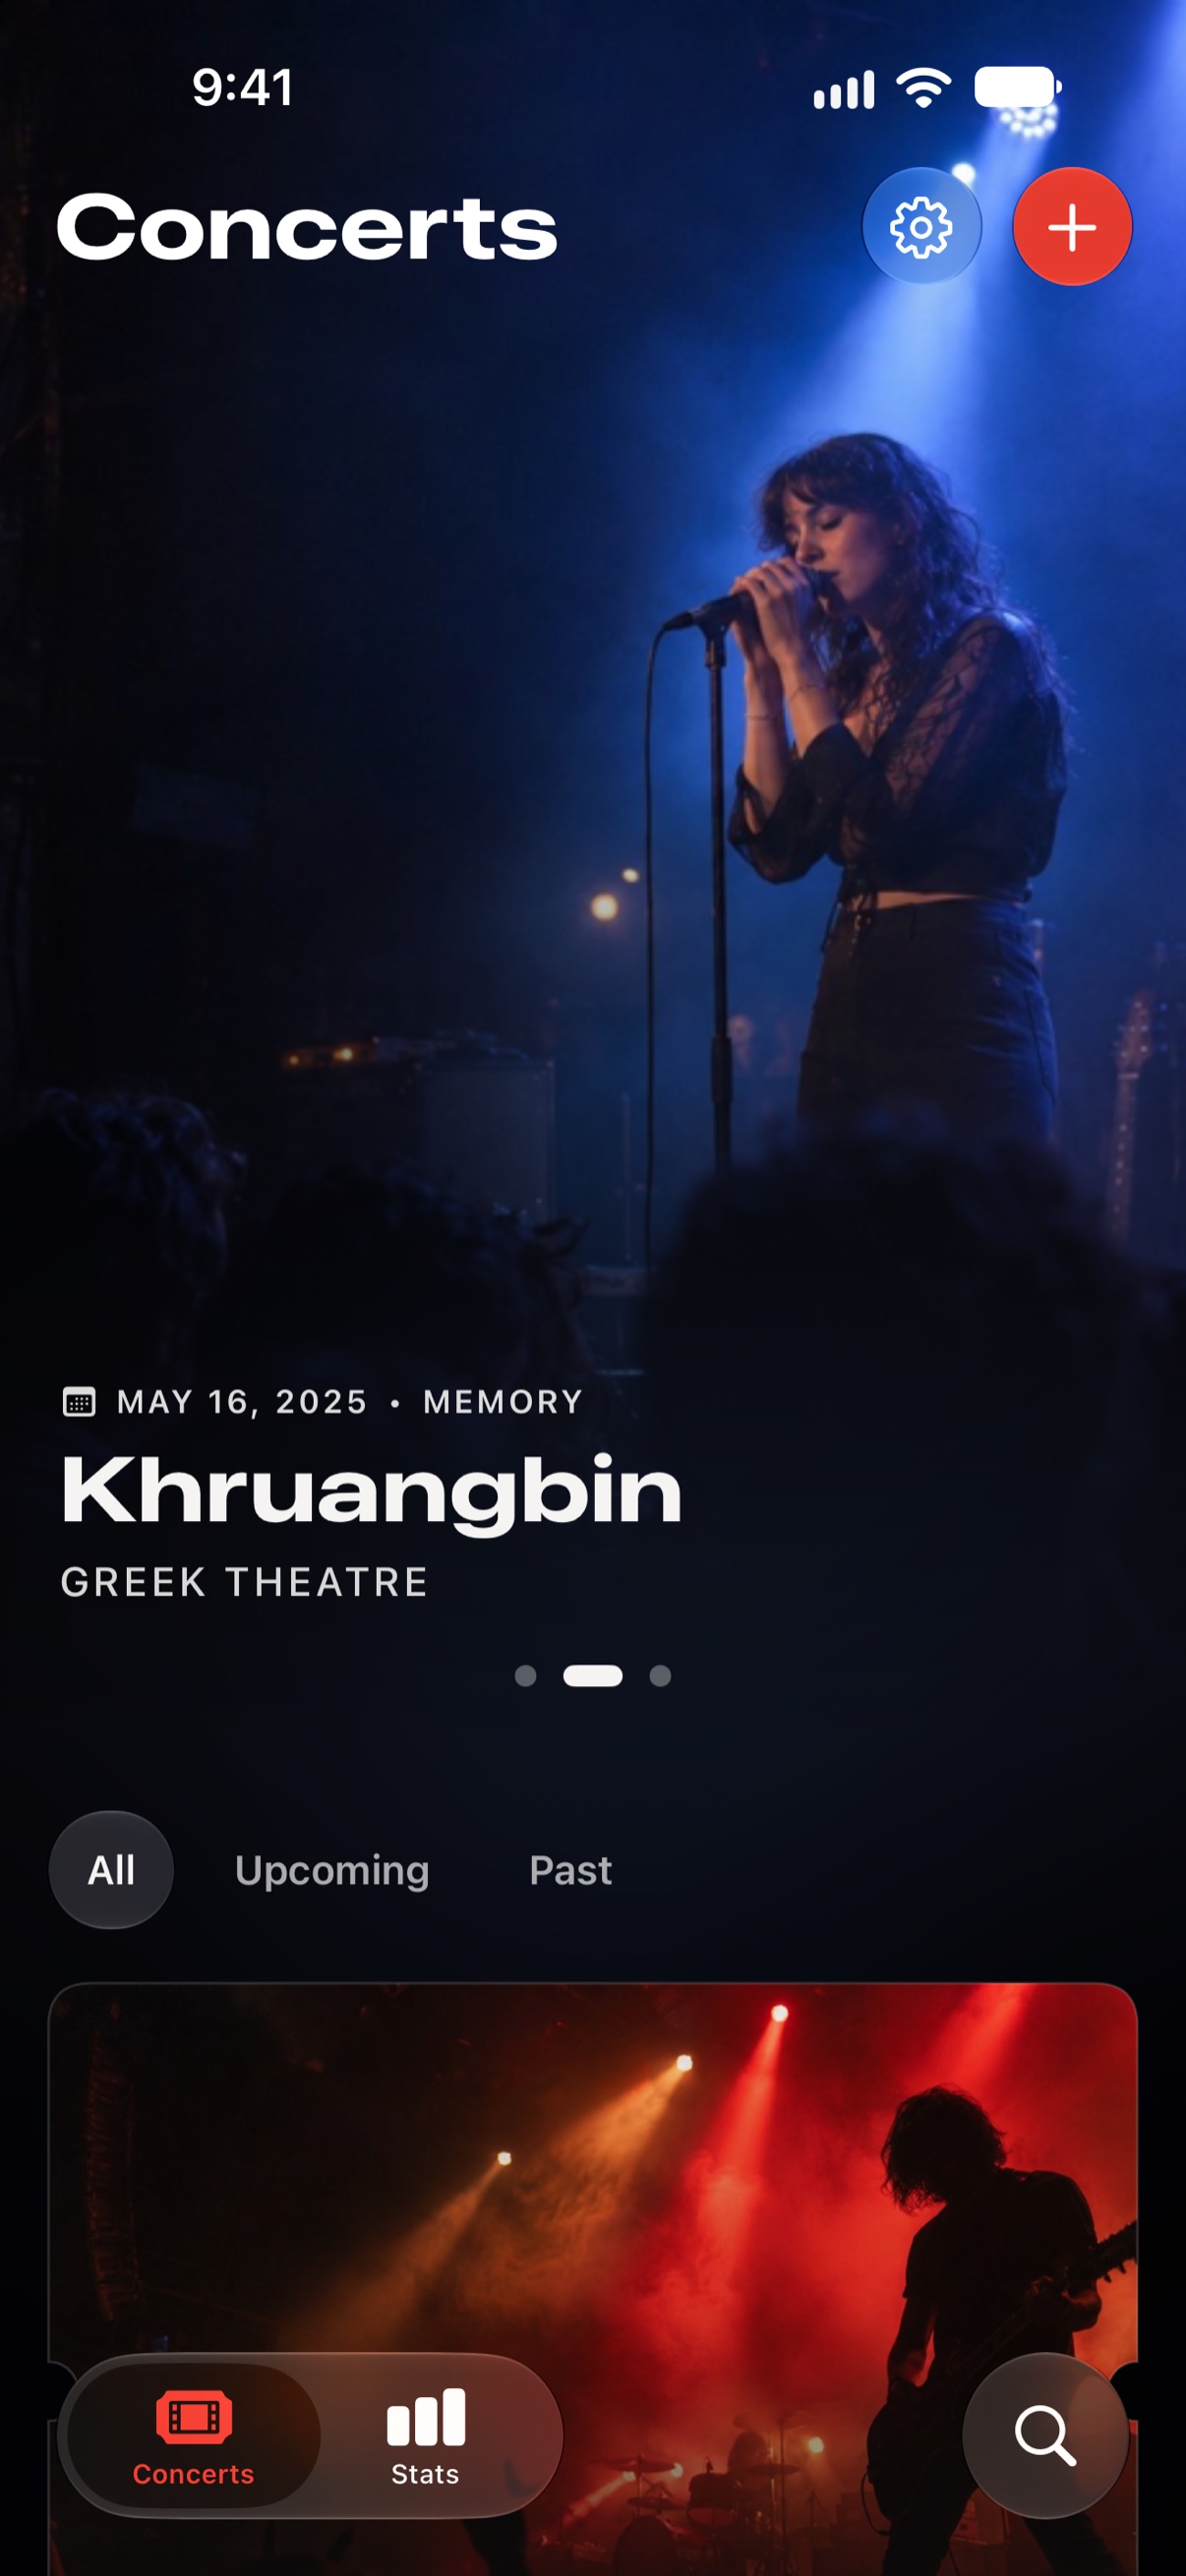 9:41
Concerts
MAY 16, 2025 • MEMORY
Khruangbin
GREEK THEATRE
All Upcoming Past
Concerts Stats